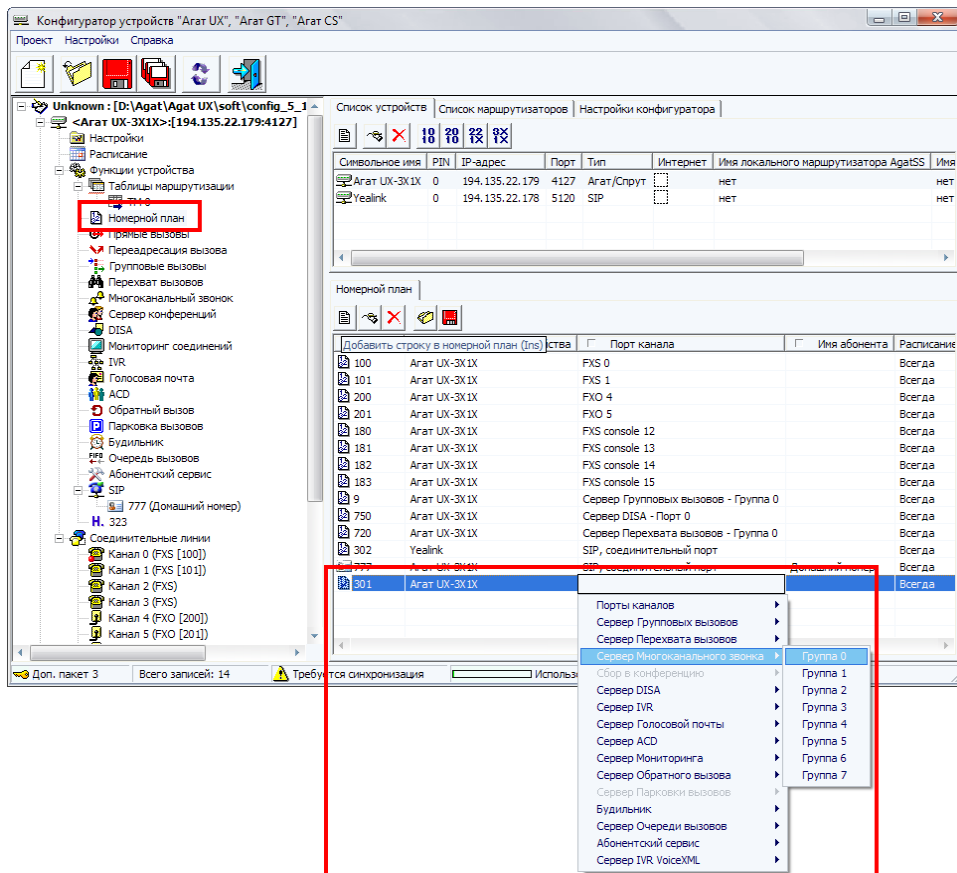 Конфигуратор устройств "Агат UX", "Агат GT", "Агат CS"
Проект Настройки Справка
Unknown : [D:\Agat\Agat UX\soft\config_5_1
<Агат UX-3X1X>:[194.135.22.179:4127]
Настройки
Расписание
Функции устройства
Таблицы маршрутизации
ТМ 0
Номерной план
Прямые вызовы
Переадресация вызова
Групповые вызовы
Перехват вызовов
Многоканальный звонок
Сервер конференций
DISA
Мониторинг соединений
IVR
Голосовая почта
ACD
Обратный вызов
Парковка вызовов
Будильник
Очередь вызовов
Абонентский сервис
SIP
777 (Домашний номер)
H. 323
Соединительные линии
Канал 0 (FXS [100])
Канал 1 (FXS [101])
Канал 2 (FXS)
Канал 3 (FXS)
Канал 4 (FXO [200])
Канал 5 (FXO [201])
Список устройств Список маршрутизаторов Настройки конфигуратора
Символьное имя PIN IP-адрес Порт Тип Интернет Имя локального маршрутизатора AgatSS Имя
Агат UX-3X1X 0 194.135.22.179 4127 Агат/Спрут нет нет
Yealink 0 194.135.22.178 5120 SIP нет нет
Номерной план
Добавить строку в номерной план (Ins) йства Порт канала Имя абонента Расписание
100 Агат UX-3X1X FXS 0 Всегда
101 Агат UX-3X1X FXS 1 Всегда
200 Агат UX-3X1X FXO 4 Всегда
201 Агат UX-3X1X FXO 5 Всегда
180 Агат UX-3X1X FXS console 12 Всегда
181 Агат UX-3X1X FXS console 13 Всегда
182 Агат UX-3X1X FXS console 14 Всегда
183 Агат UX-3X1X FXS console 15 Всегда
9 Агат UX-3X1X Сервер Групповых вызовов - Группа 0 Всегда
750 Агат UX-3X1X Сервер DISA - Порт 0 Всегда
720 Агат UX-3X1X Сервер Перехвата вызовов - Группа 0 Всегда
302 Yealink SIP, соединительный порт Всегда
777 Агат UX-3X1X SIP, соединительный порт Домашний номер Всегда
301 Агат UX-3X1X Всегда
Порты каналов
Сервер Групповых вызовов
Сервер Перехвата вызовов
Сервер Многоканального звонка
Сбор в конференцию
Сервер DISA
Сервер IVR
Сервер Голосовой почты
Сервер ACD
Сервер Мониторинга
Сервер Обратного вызова
Сервер Парковки вызовов
Будильник
Сервер Очереди вызовов
Абонентский сервис
Сервер IVR VoiceXML
Группа 0
Группа 1
Группа 2
Группа 3
Группа 4
Группа 5
Группа 6
Группа 7
Доп. пакет 3 Всего записей: 14 Требуется синхронизация Использ